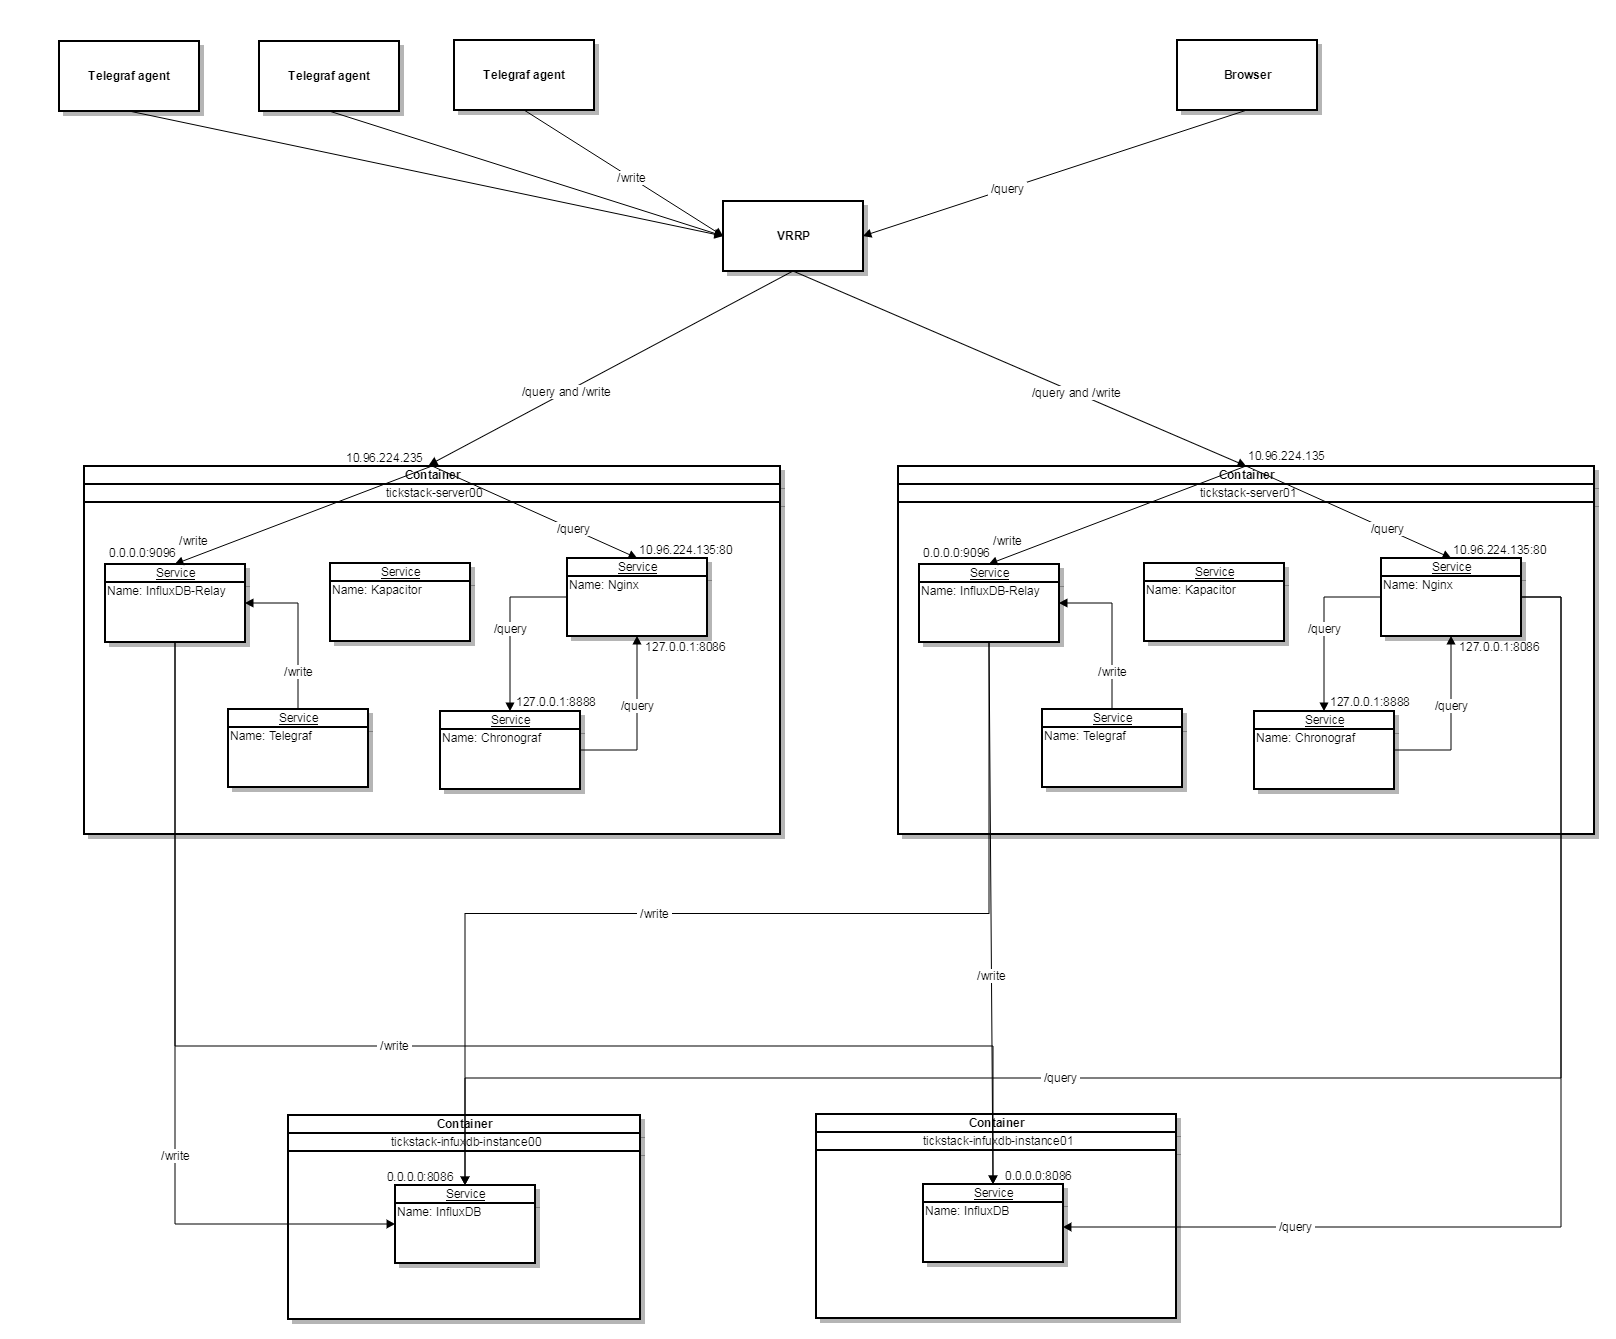 Telegraf agent
Telegraf agent
Telegraf agent
Browser
/write
/query
VRRP
/query and /write
/query and /write
10.96.224.235
Container
tickstack-server00
/write
/query
0.0.0.0:9096
10.96.224.135:80
Service
Name: InfluxDB-Relay
Service
Name: Kapacitor
Service
Name: Nginx
/query
127.0.0.1:8086
/write
127.0.0.1:8888
/query
Service
Name: Telegraf
Service
Name: Chronograf
10.96.224.135
Container
tickstack-server01
/write
/query
0.0.0.0:9096
10.96.224.135:80
Service
Name: InfluxDB-Relay
Service
Name: Kapacitor
Service
Name: Nginx
/query
127.0.0.1:8086
/write
127.0.0.1:8888
/query
Service
Name: Telegraf
Service
Name: Chronograf
/write
/write
/write
/query
/write
Container
tickstack-infuxdb-instance00
0.0.0.0:8086
Service
Name: InfluxDB
Container
tickstack-infuxdb-instance01
0.0.0.0:8086
Service
Name: InfluxDB
/query